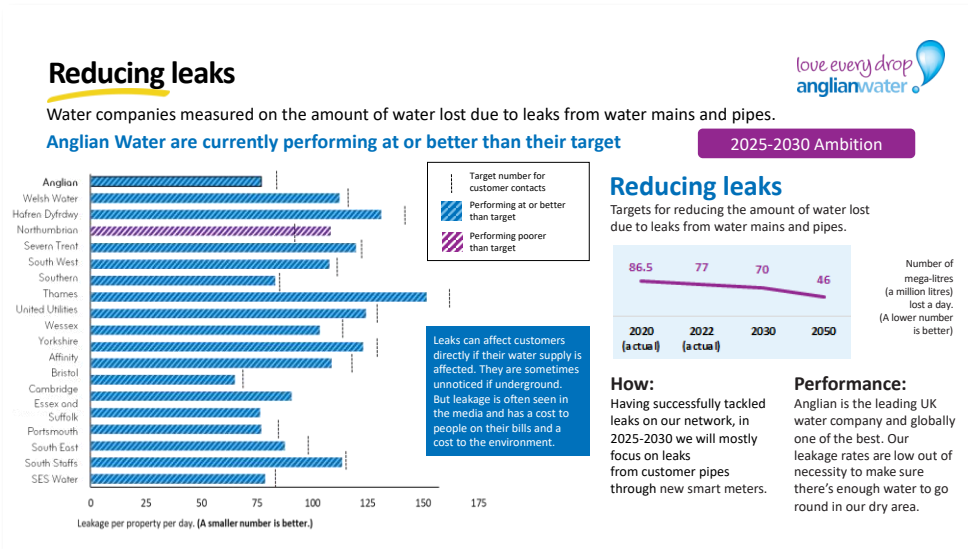 Reducing leaks
love every drop
anglianwater
Water companies measured on the amount of water lost due to leaks from water mains and pipes.
Anglian Water are currently performing at or better than their target
2025-2030 Ambition
Anglian
Welsh Water
Hafren Dyfrdwy
Northumbrian
Severn Trent
South West
Southern
Thames
United Utilities
Wessex
Yorkshire
Affinity
Bristol
Cambridge
Essex and
Suffolk
Portsmouth
South East
South Staffs
SES Water
0 25 50 75 100 125 150 175
Leakage per property per day. (A smaller number is better.)
Target number for
customer contacts
Performing at or better
than target
Performing poorer
than target
Leaks can affect customers
directly if their water supply is
affected. They are sometimes
unnoticed if underground.
But leakage is often seen in
the media and has a cost to
people on their bills and a
cost to the environment.
Reducing leaks
Targets for reducing the amount of water lost
due to leaks from water mains and pipes.
86.5 77 70 46
2020 2022 2030 2050
(actual) (actual)
Number of
mega-litres
(a million litres)
lost a day.
(A lower number
is better)
How:
Having successfully tackled
leaks on our network, in
2025-2030 we will mostly
focus on leaks
from customer pipes
through new smart meters.
Performance:
Anglian is the leading UK
water company and globally
one of the best. Our
leakage rates are low out of
necessity to make sure
there's enough water to go
round in our dry area.